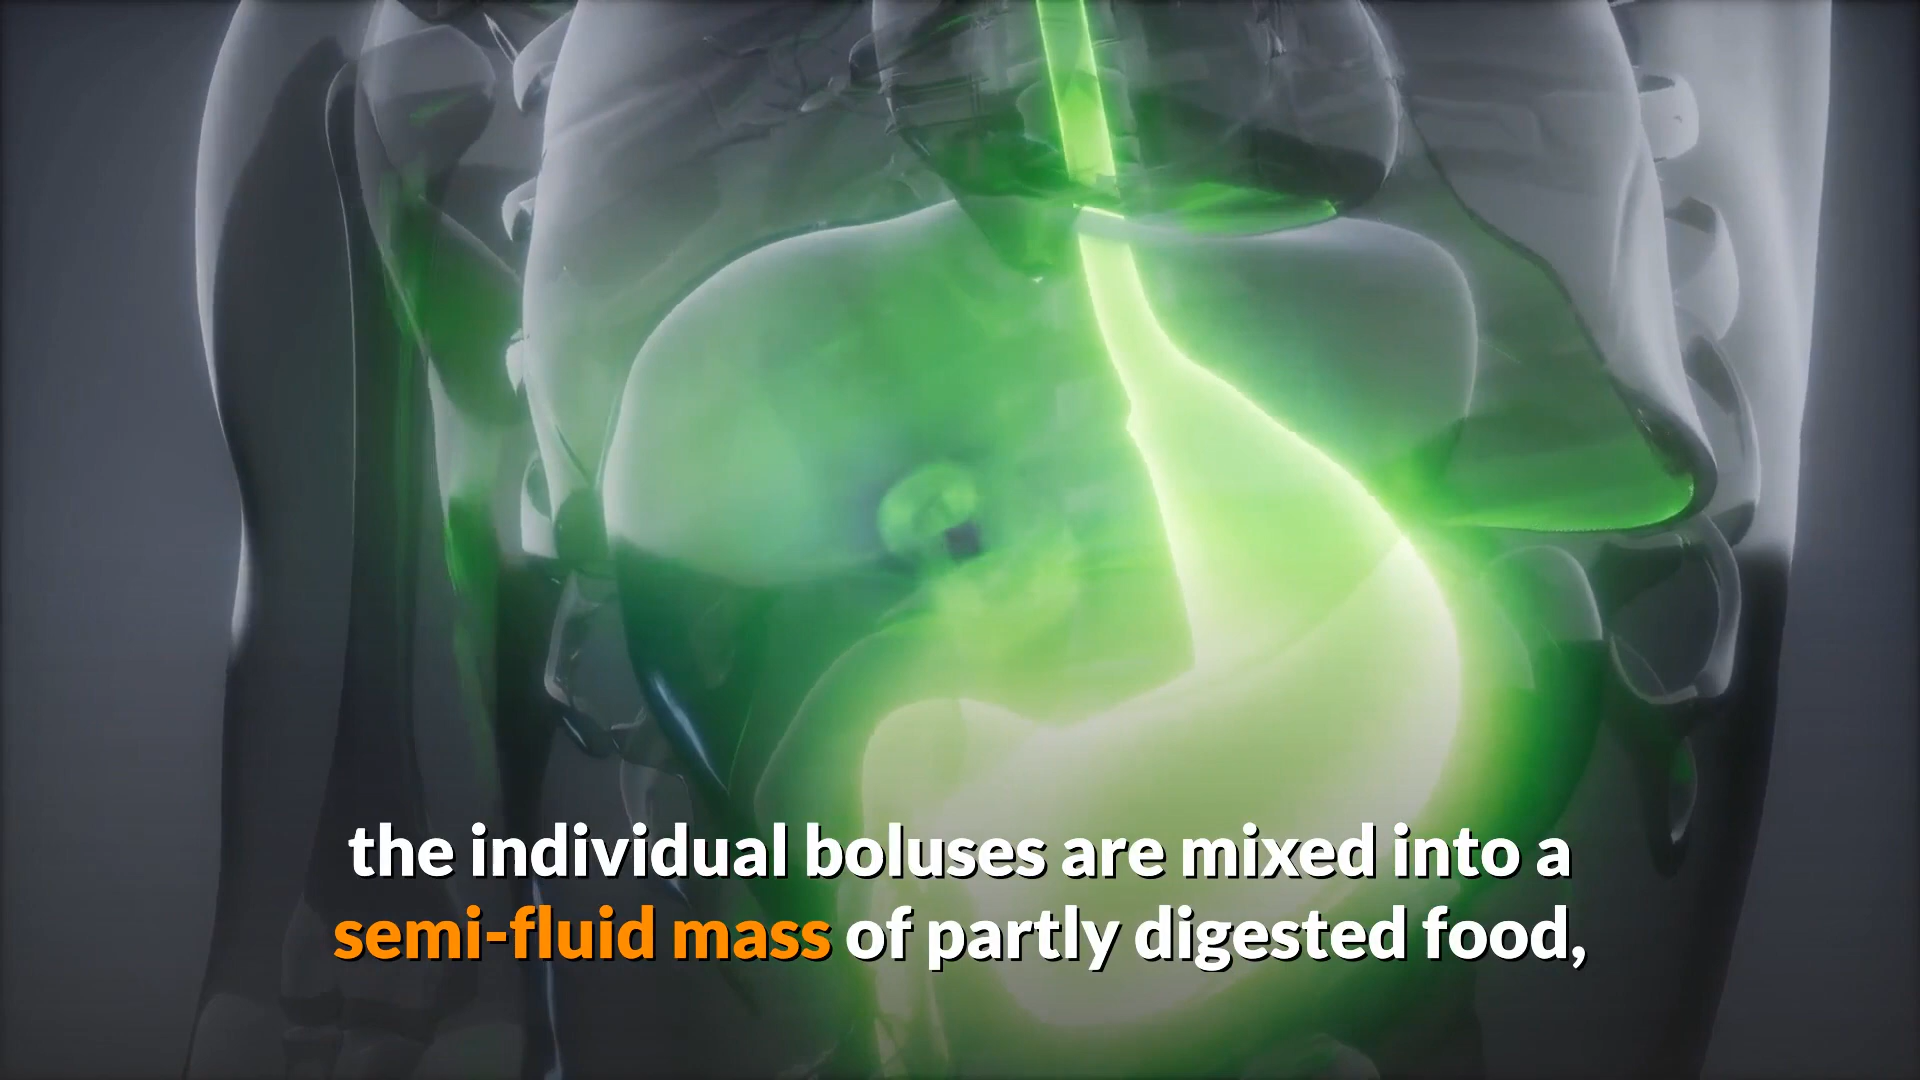 the individual boluses are mixed into a
semi-fluid mass of partly digested food,